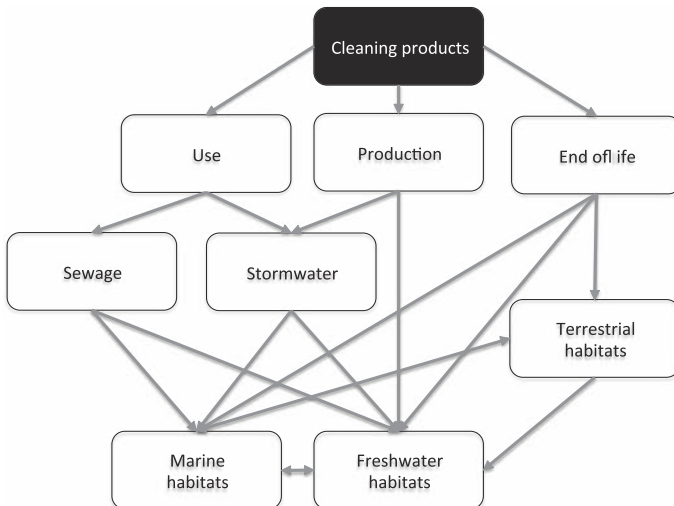 Cleaning products
Use
Production
End ofl ife
Sewage
Stormwater
Terrestrial
habitats
Marine
habitats
Freshwater
habitats